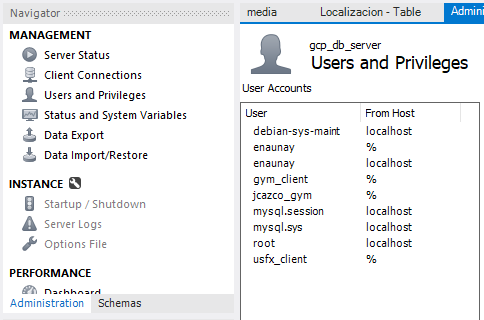 Navigator
MANAGEMENT
Server Status
Client Connections
Users and Privileges
Status and System Variables
Data Export
Data Import/Restore
INSTANCE
Startup / Shutdown
Server Logs
Options File
PERFORMANCE
Dashboard
Administration Schemas
media Localizacion - Table
gcp_db_server
Users and Privileges
User Accounts
User From Host
debian-sys-maint localhost
enaunay %
enaunay localhost
gym_client %
jcazco_gym %
mysql.session localhost
mysql.sys localhost
root localhost
usfx_client %